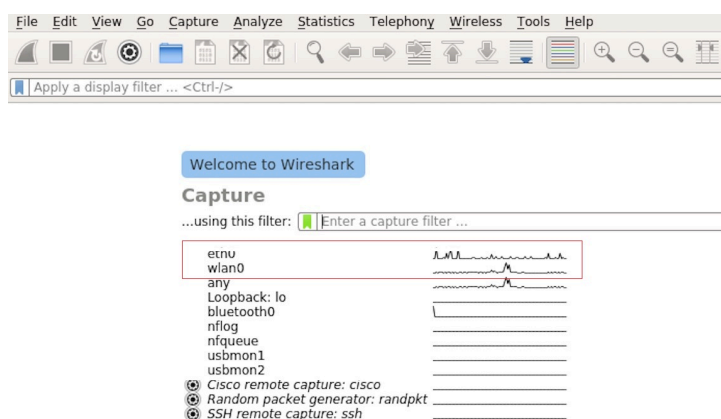 File Edit View Go Capture Analyze Statistics Telephony Wireless Tools Help
Apply a display filter ... <Ctrl-/>
Welcome to Wireshark
Capture
...using this filter: Enter a capture filter ...
eth0
wlan0
any
Loopback: lo
bluetooth0
nflog
nfqueue
usbmon1
usbmon2
Cisco remote capture: cisco
Random packet generator: randpkt
SSH remote capture: ssh